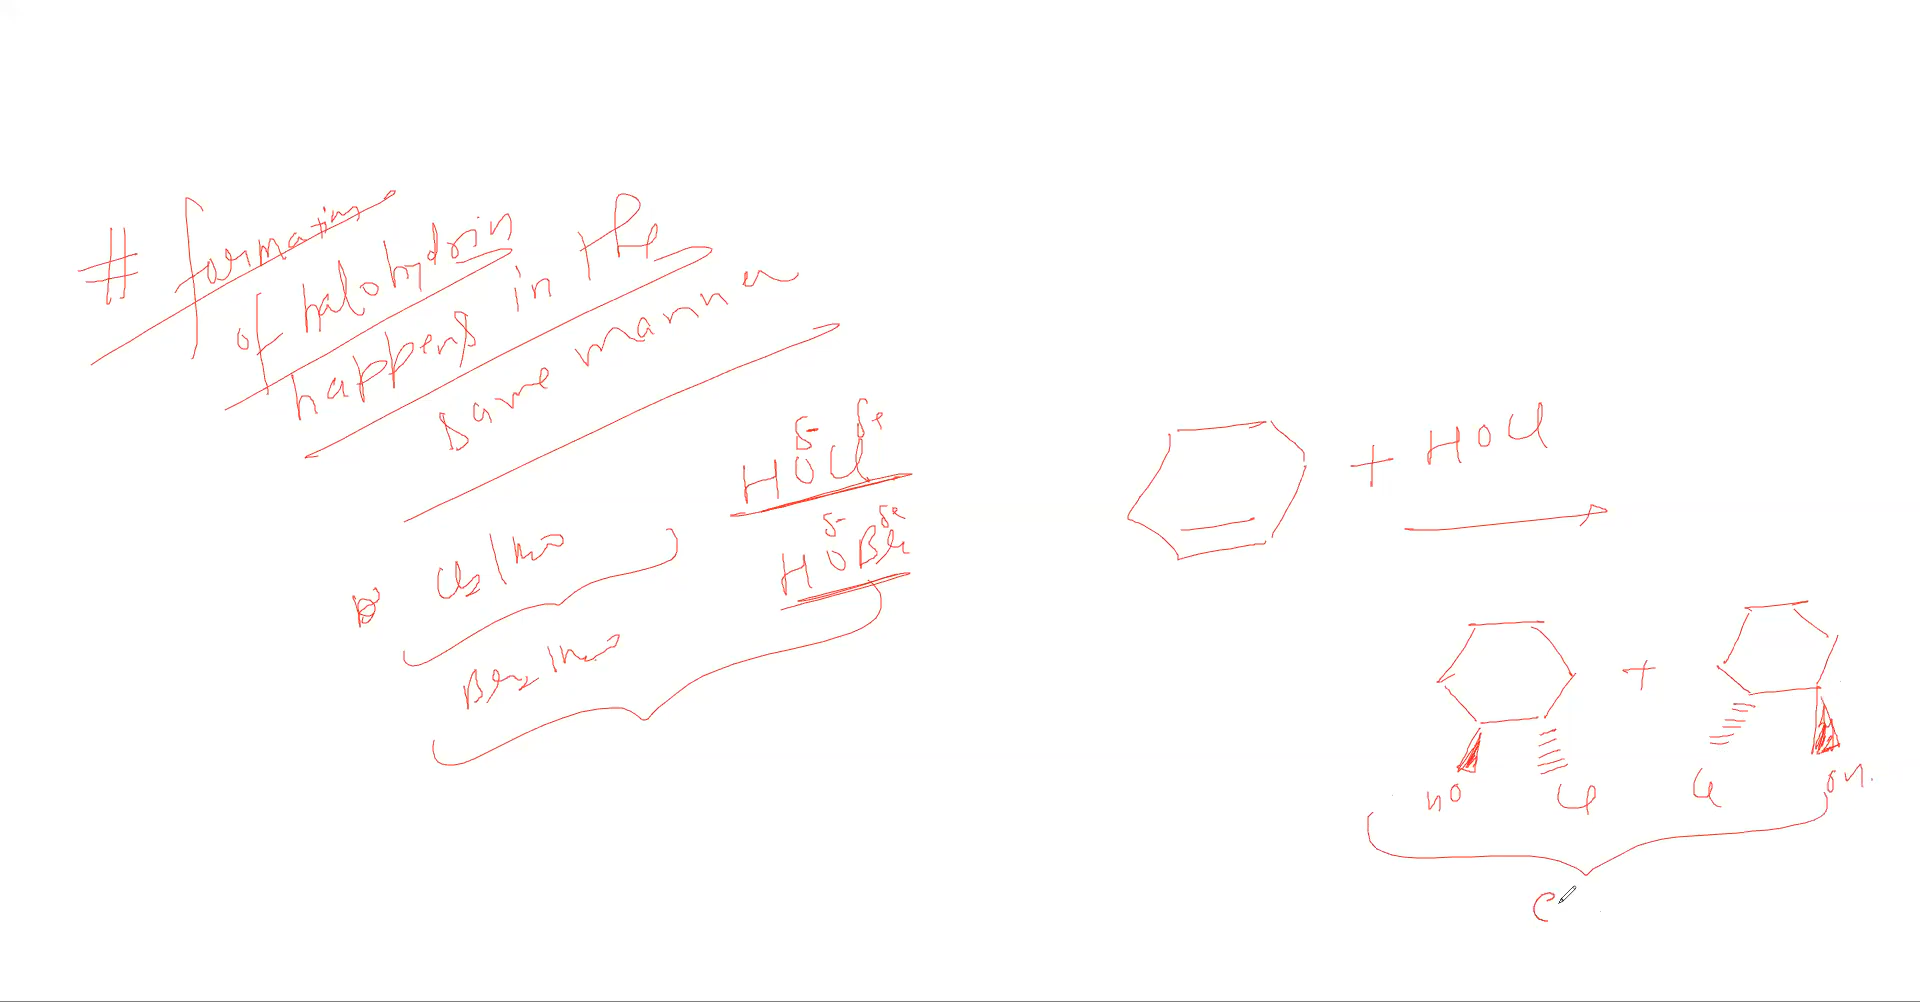 # formation
of halohydrin
happens in the
same manner
δ- δ+
HOCl
δ- δ+
HOBr
Cl2/H2O
Br2/H2O
+ HOCl
+
HO Cl Cl OH.
e